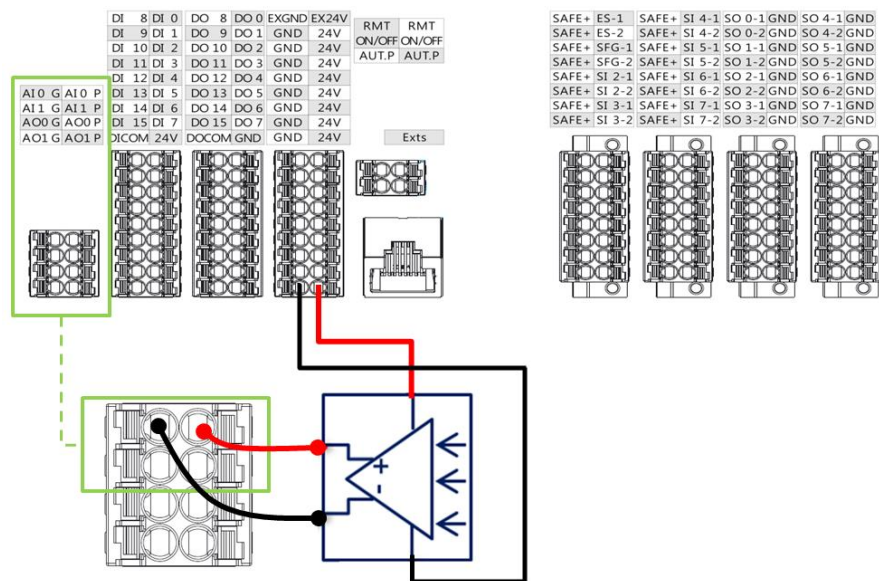 DI 8 DI 0 DO 8 DO 0 EXGND EX24V
DI 9 DI 1 DO 9 DO 1 GND 24V
DI 10 DI 2 DO 10 DO 2 GND 24V
DI 11 DI 3 DO 11 DO 3 GND 24V
DI 12 DI 4 DO 12 DO 4 GND 24V
AI0 G AI0 P DI 13 DI 5 DO 13 DO 5 GND 24V
AI1 G AI1 P DI 14 DI 6 DO 14 DO 6 GND 24V
AO0 G AO0 P DI 15 DI 7 DO 15 DO 7 GND 24V
AO1 G AO1 P DICOM 24V DOCOM GND GND 24V
RMT RMT
ON/OFF ON/OFF
AUT.P AUT.P
Exts
SAFE+ ES-1 SAFE+ SI 4-1 SO 0-1 GND SO 4-1 GND
SAFE+ ES-2 SAFE+ SI 4-2 SO 0-2 GND SO 4-2 GND
SAFE+ SFG-1 SAFE+ SI 5-1 SO 1-1 GND SO 5-1 GND
SAFE+ SFG-2 SAFE+ SI 5-2 SO 1-2 GND SO 5-2 GND
SAFE+ SI 2-1 SAFE+ SI 6-1 SO 2-1 GND SO 6-1 GND
SAFE+ SI 2-2 SAFE+ SI 6-2 SO 2-2 GND SO 6-2 GND
SAFE+ SI 3-1 SAFE+ SI 7-1 SO 3-1 GND SO 7-1 GND
SAFE+ SI 3-2 SAFE+ SI 7-2 SO 3-2 GND SO 7-2 GND
+
-